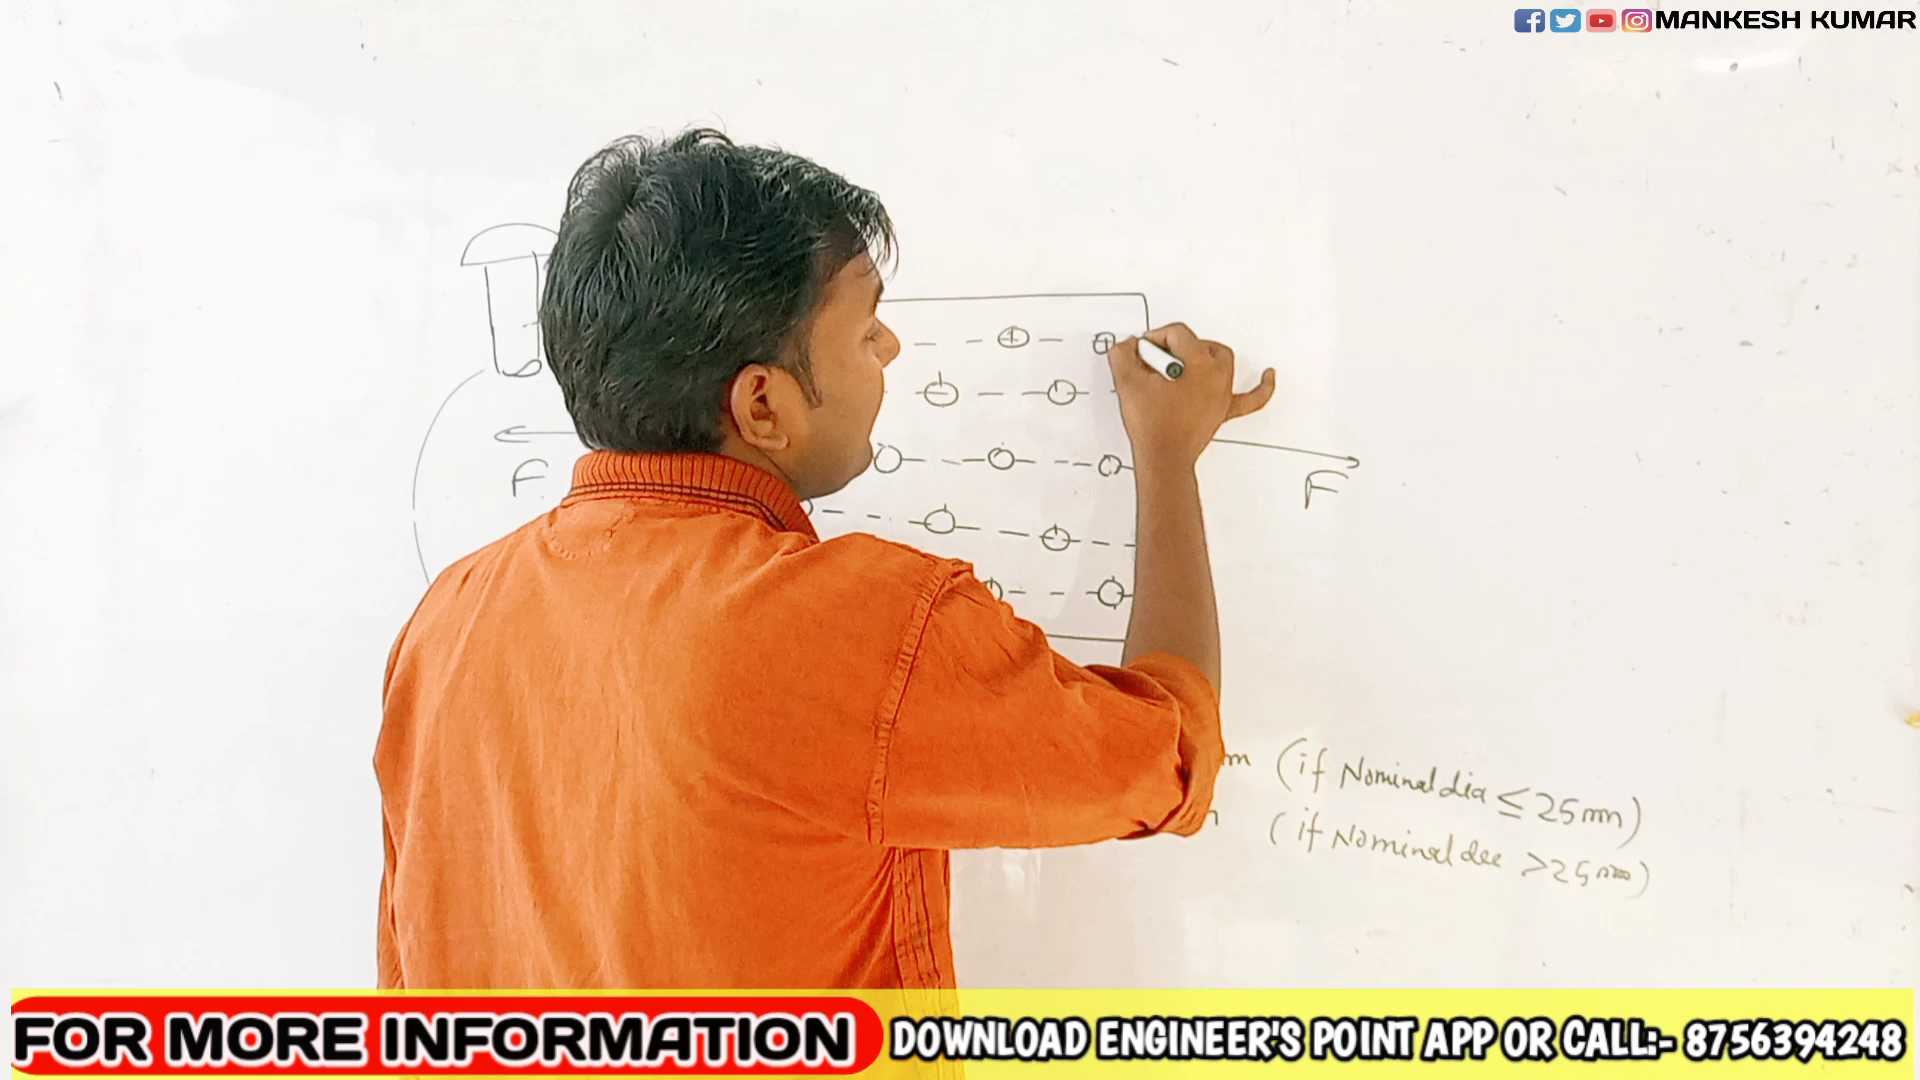 MANKESH KUMAR
F
F
m (if Nominal dia ≤ 25mm)
(if Nominal dia > 25mm)
FOR MORE INFORMATION DOWNLOAD ENGINEER'S POINT APP OR CALL:- 8756394248